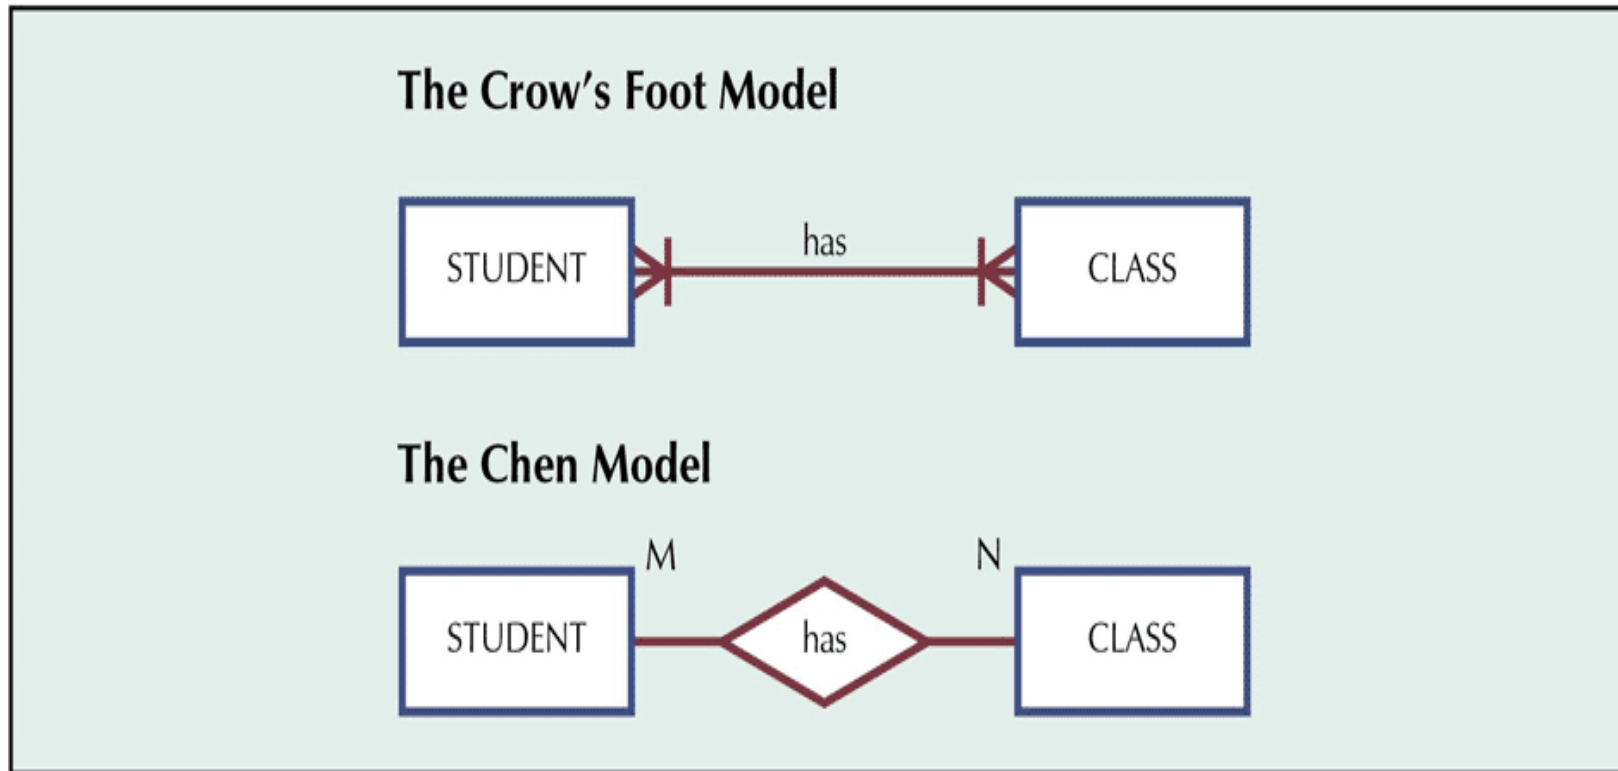 The Crow's Foot Model
STUDENT
has
CLASS
The Chen Model
M
N
STUDENT
has
CLASS